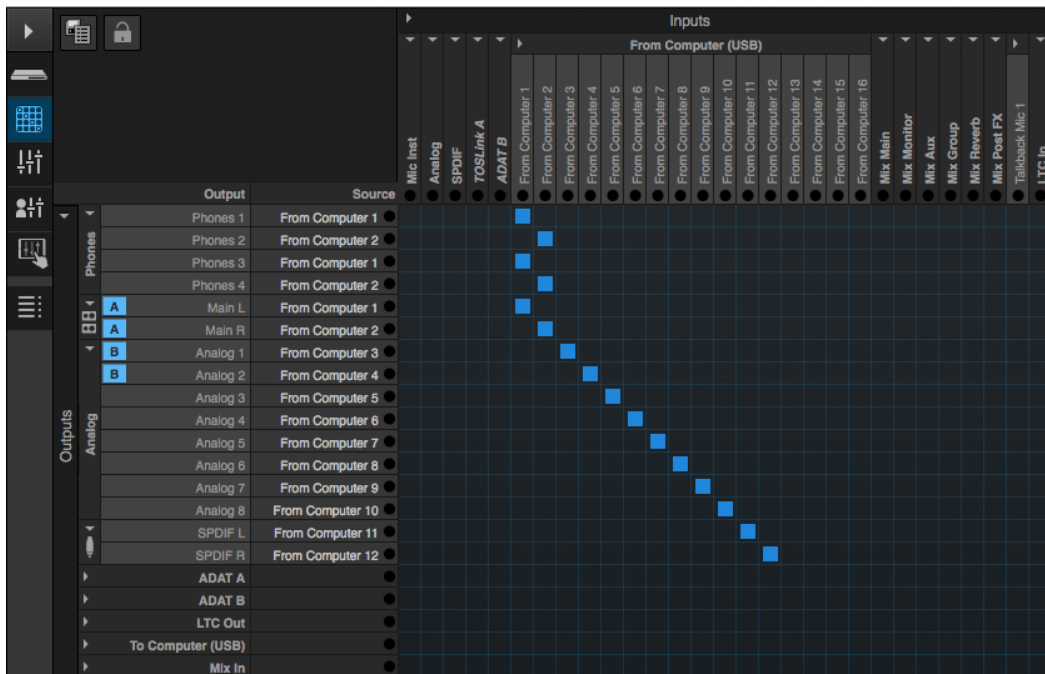 Inputs
From Computer (USB)
Mic Inst
Analog
SPDIF
TOSLink A
ADAT B
From Computer 1
From Computer 2
From Computer 3
From Computer 4
From Computer 5
From Computer 6
From Computer 7
From Computer 8
From Computer 9
From Computer 10
From Computer 11
From Computer 12
From Computer 13
From Computer 14
From Computer 15
From Computer 16
Mix Main
Mix Monitor
Mix Aux
Mix Group
Mix Reverb
Mix Post FX
Talkback Mic 1
LTC In
Output Source
Outputs
Phones
Phones 1 From Computer 1
Phones 2 From Computer 2
Phones 3 From Computer 1
Phones 4 From Computer 2
A Main L From Computer 1
A Main R From Computer 2
Analog
B Analog 1 From Computer 3
B Analog 2 From Computer 4
Analog 3 From Computer 5
Analog 4 From Computer 6
Analog 5 From Computer 7
Analog 6 From Computer 8
Analog 7 From Computer 9
Analog 8 From Computer 10
SPDIF L From Computer 11
SPDIF R From Computer 12
ADAT A
ADAT B
LTC Out
To Computer (USB)
Mix In